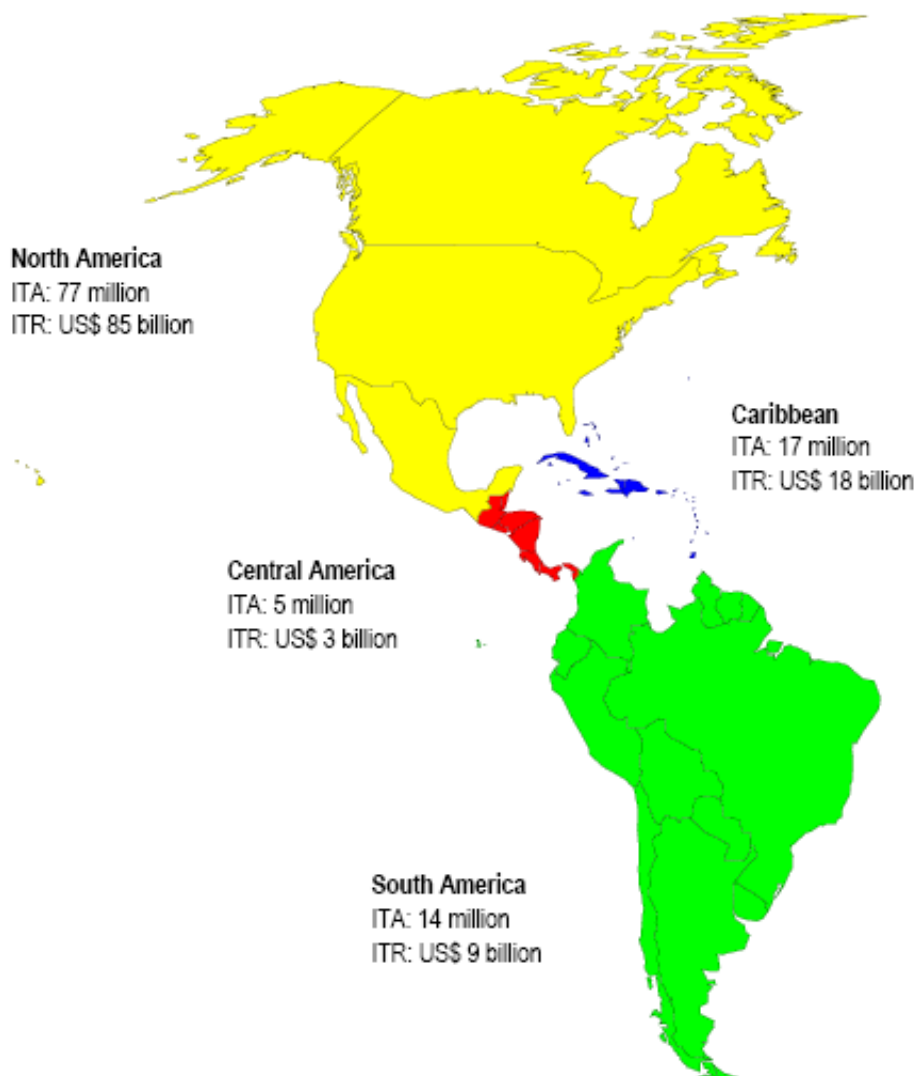 North America
ITA: 77 million
ITR: US$ 85 billion
Caribbean
ITA: 17 million
ITR: US$ 18 billion
Central America
ITA: 5 million
ITR: US$ 3 billion
South America
ITA: 14 million
ITR: US$ 9 billion